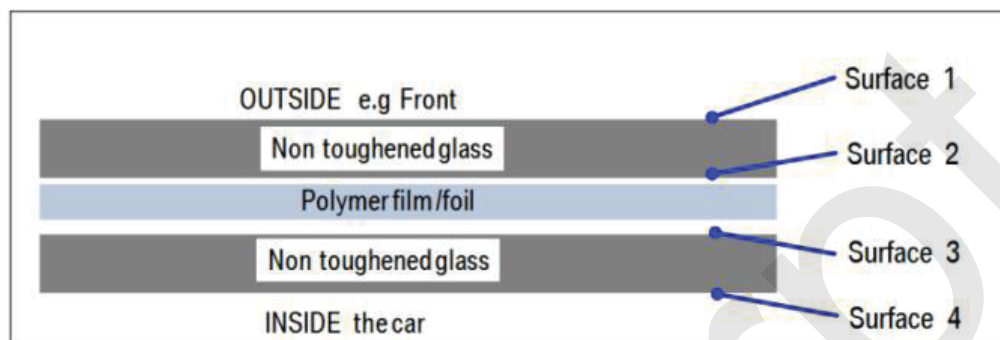 Surface 1
OUTSIDE e.g Front
Non toughened glass
Surface 2
Polymer film/foil
Non toughened glass
Surface 3
INSIDE the car
Surface 4